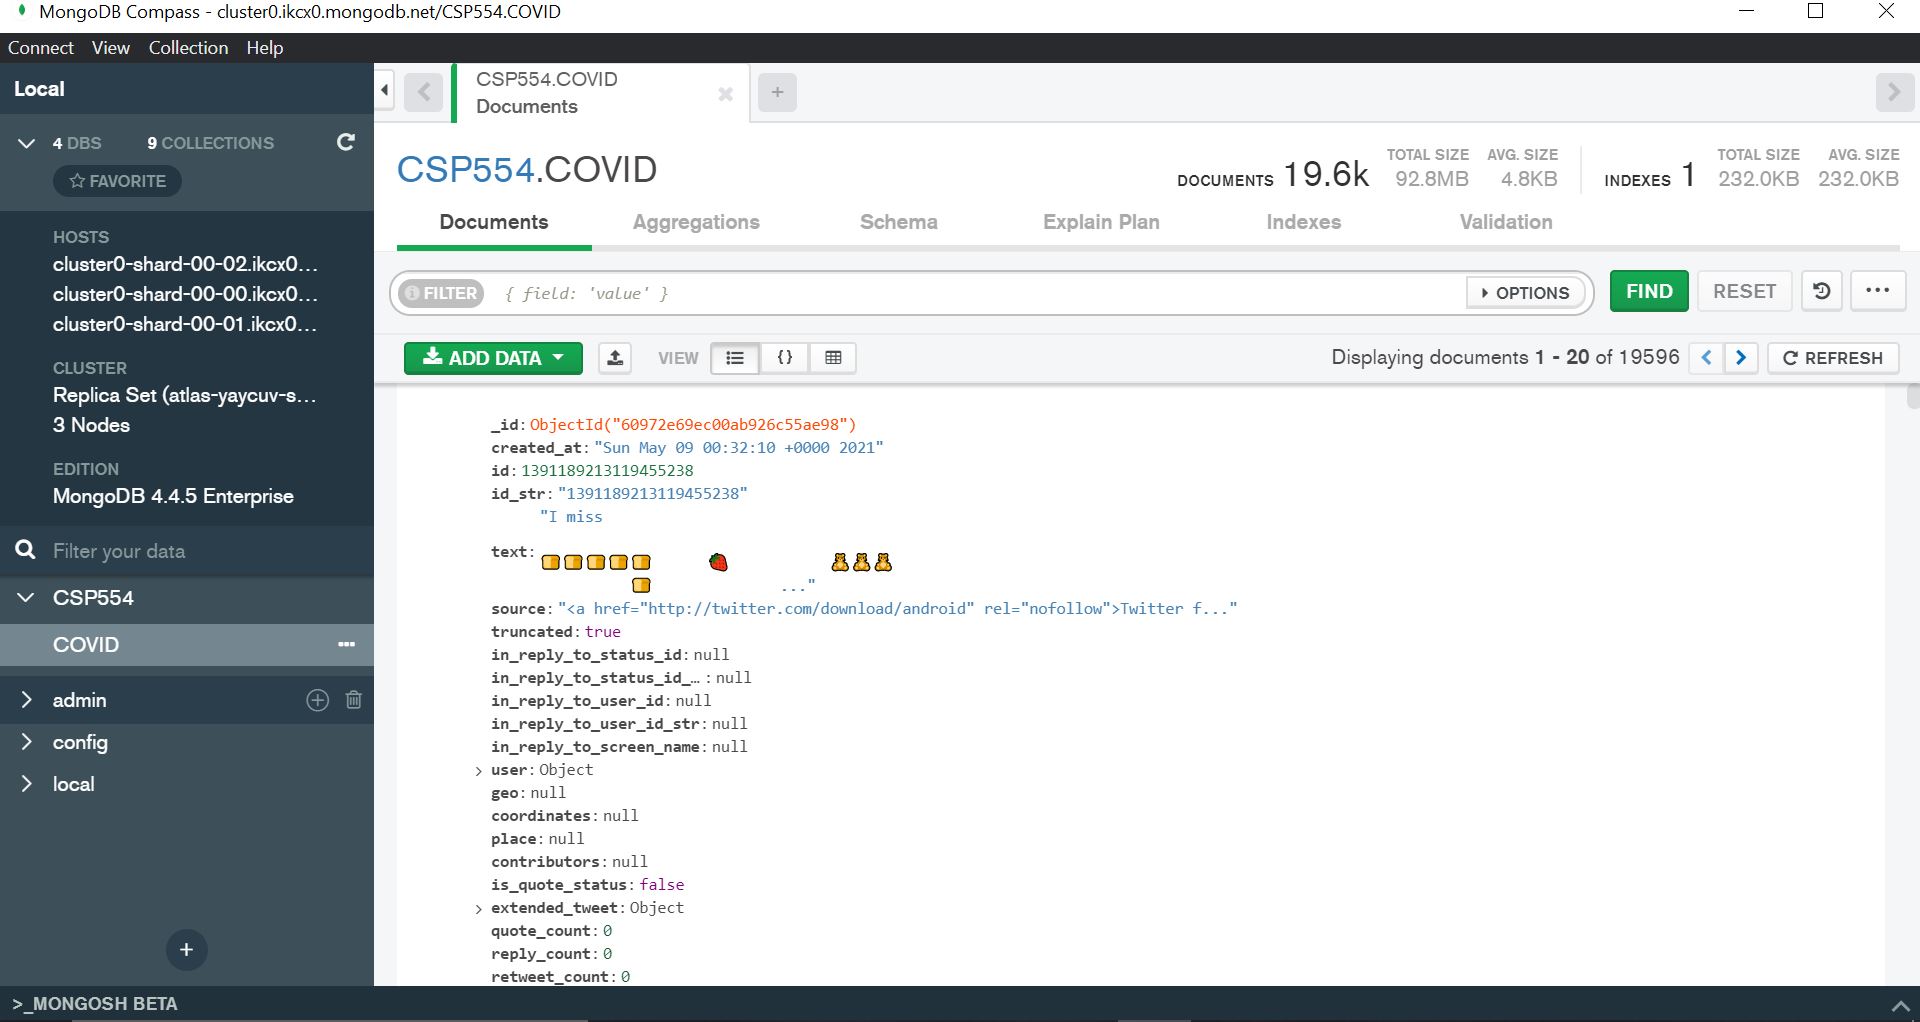 MongoDB Compass - cluster0.ikcx0.mongodb.net/CSP554.COVID
Connect View Collection Help
Local
4 DBS 9 COLLECTIONS
FAVORITE
HOSTS
cluster0-shard-00-02.ikcx0...
cluster0-shard-00-00.ikcx0...
cluster0-shard-00-01.ikcx0...
CLUSTER
Replica Set (atlas-yaycuv-s...
3 Nodes
EDITION
MongoDB 4.4.5 Enterprise
Filter your data
CSP554
COVID
admin
config
local
>_MONGOSH BETA
CSP554.COVID
Documents
CSP554.COVID
DOCUMENTS 19.6k TOTAL SIZE 92.8MB AVG. SIZE 4.8KB INDEXES 1 TOTAL SIZE 232.0KB AVG. SIZE 232.0KB
Documents Aggregations Schema Explain Plan Indexes Validation
FILTER { field: 'value' } OPTIONS FIND RESET
ADD DATA VIEW {} Displaying documents 1 - 20 of 19596 REFRESH
_id: ObjectId("60972e69ec00ab926c55ae98")
created_at: "Sun May 09 00:32:10 +0000 2021"
id: 1391189213119455238
id_str: "1391189213119455238"
"I miss
text: 🍞🍞🍞🍞🍞 🍓 🧸🧸🧸
🍞 ..."
source: "<a href="http://twitter.com/download/android" rel="nofollow">Twitter f..."
truncated: true
in_reply_to_status_id: null
in_reply_to_status_id_… : null
in_reply_to_user_id: null
in_reply_to_user_id_str: null
in_reply_to_screen_name: null
user: Object
geo: null
coordinates: null
place: null
contributors: null
is_quote_status: false
extended_tweet: Object
quote_count: 0
reply_count: 0
retweet_count: 0